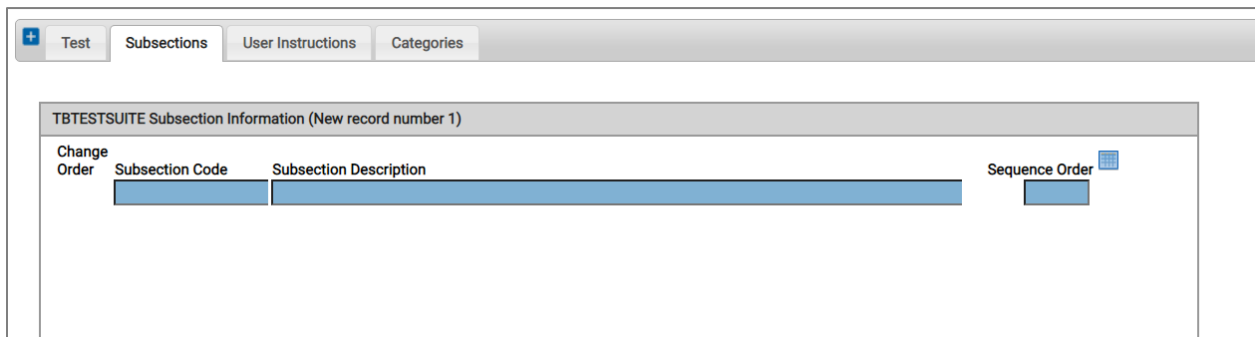 Test Subsections User Instructions Categories
TBTESTSUITE Subsection Information (New record number 1)
Change
Order Subsection Code Subsection Description Sequence Order